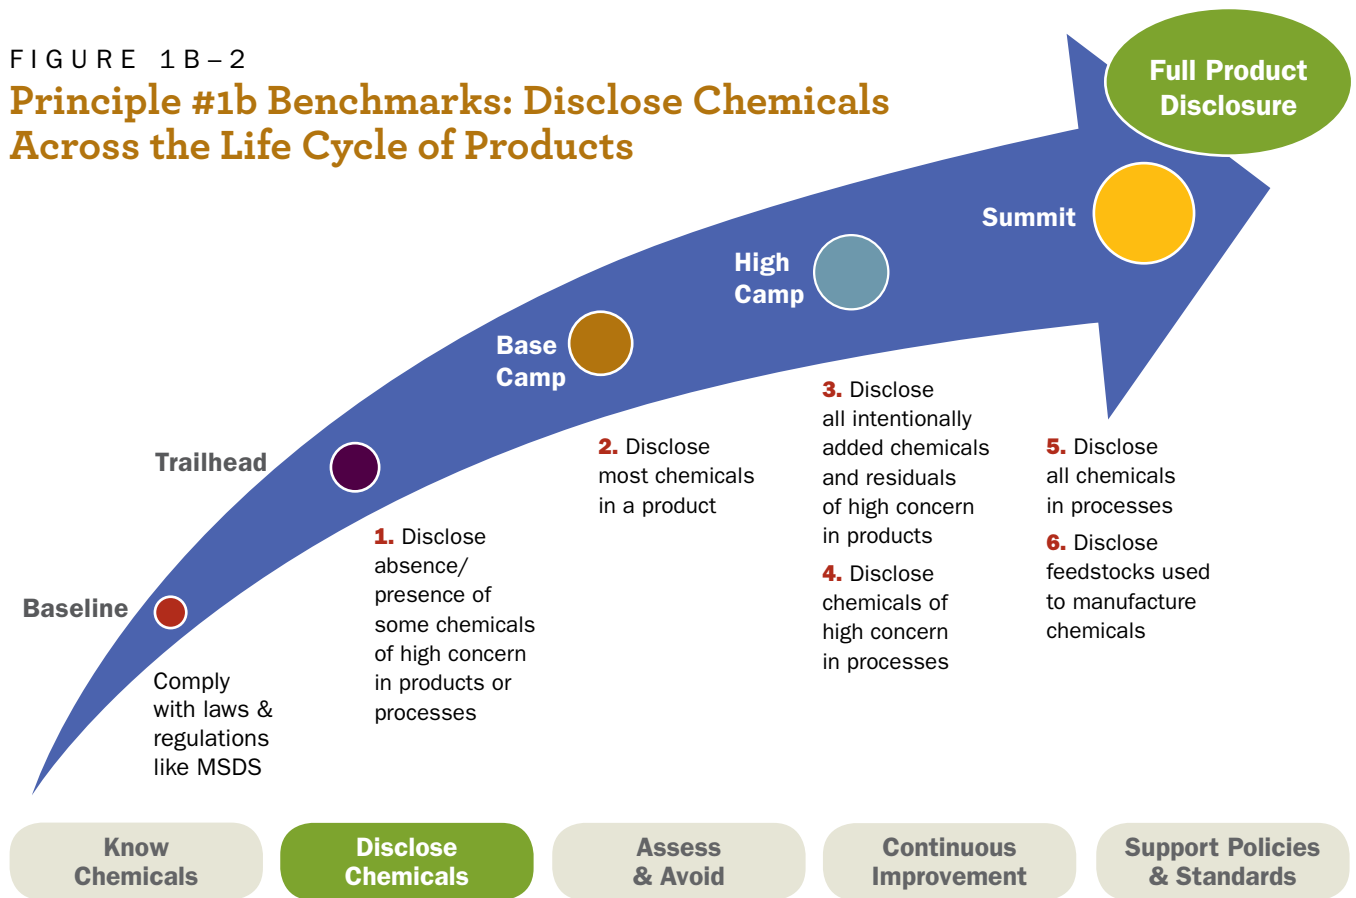 FIGURE 1B–2
Principle #1b Benchmarks: Disclose Chemicals
Across the Life Cycle of Products
Full Product
Disclosure
Summit
High
Camp
Base
Camp
Trailhead
Baseline
Comply
with laws &
regulations
like MSDS
1. Disclose
absence/
presence of
some chemicals
of high concern
in products or
processes
2. Disclose
most chemicals
in a product
3. Disclose
all intentionally
added chemicals
and residuals
of high concern
in products
4. Disclose
chemicals of
high concern
in processes
5. Disclose
all chemicals
in processes
6. Disclose
feedstocks used
to manufacture
chemicals
Know
Chemicals
Disclose
Chemicals
Assess
& Avoid
Continuous
Improvement
Support Policies
& Standards